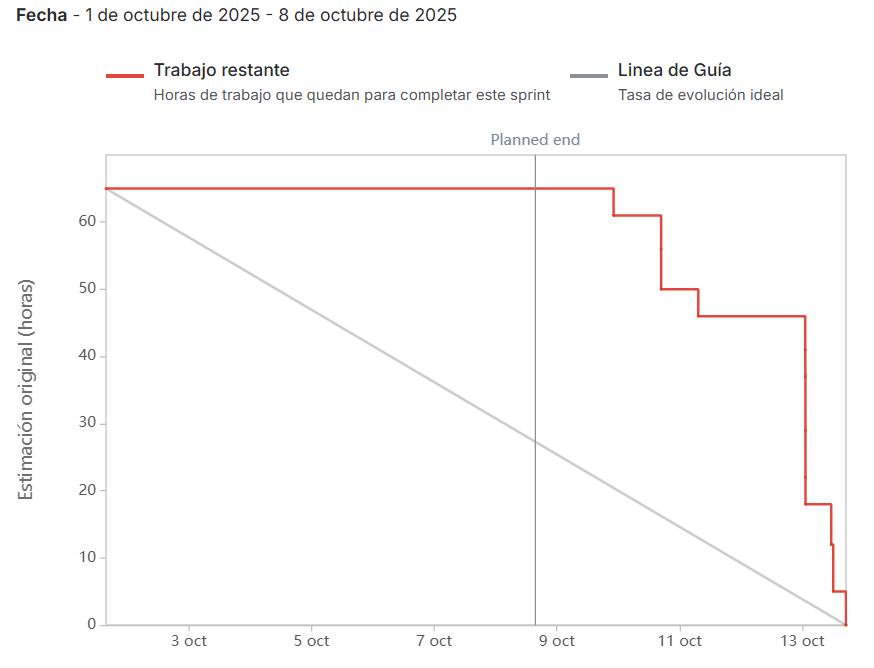 Fecha - 1 de octubre de 2025 - 8 de octubre de 2025
Trabajo restante
Horas de trabajo que quedan para completar este sprint
Linea de Guía
Tasa de evolución ideal
Planned end
Estimación original (horas)
60
50
40
30
20
10
0
3 oct
5 oct
7 oct
9 oct
11 oct
13 oct